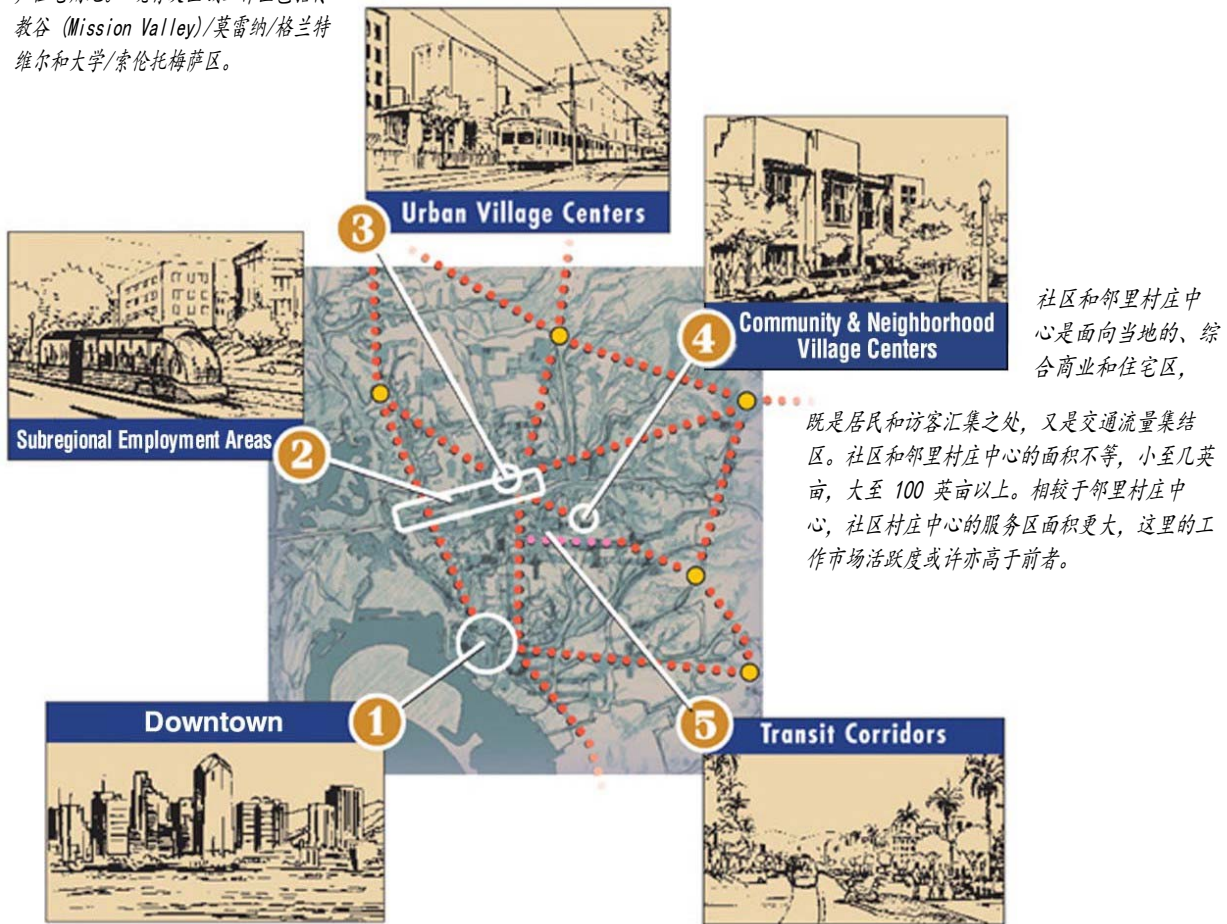 教谷 (Mission Valley)/莫雷纳/格兰特
维尔和大学/索伦托梅萨区。
Urban Village Centers
3
Community & Neighborhood
Village Centers
4
社区和邻里村庄中
心是面向当地的、综
合商业和住宅区，
既是居民和访客汇集之处，又是交通流量集结
区。社区和邻里村庄中心的面积不等，小至几英
亩，大至 100 英亩以上。相较于邻里村庄中
心，社区村庄中心的服务区面积更大，这里的工
作市场活跃度或许亦高于前者。
Subregional Employment Areas
2
Downtown
1
5
Transit Corridors